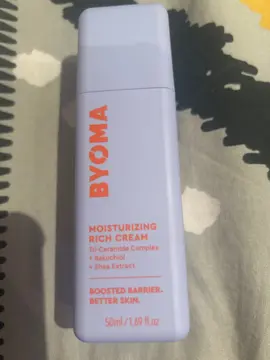 BYOMA
MOISTURIZING
RICH CREAM
Tri-Ceramide Complex
+ Bakuchiol
+ Shea Extract
BOOSTED BARRIER.
BETTER SKIN.
50ml / 1.69 fl.oz